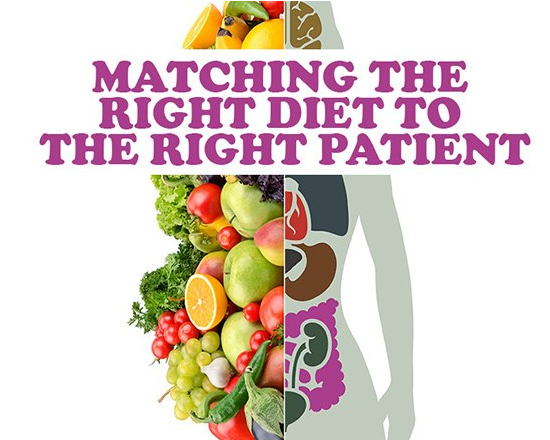 MATCHING THE
RIGHT DIET TO
THE RIGHT PATIENT